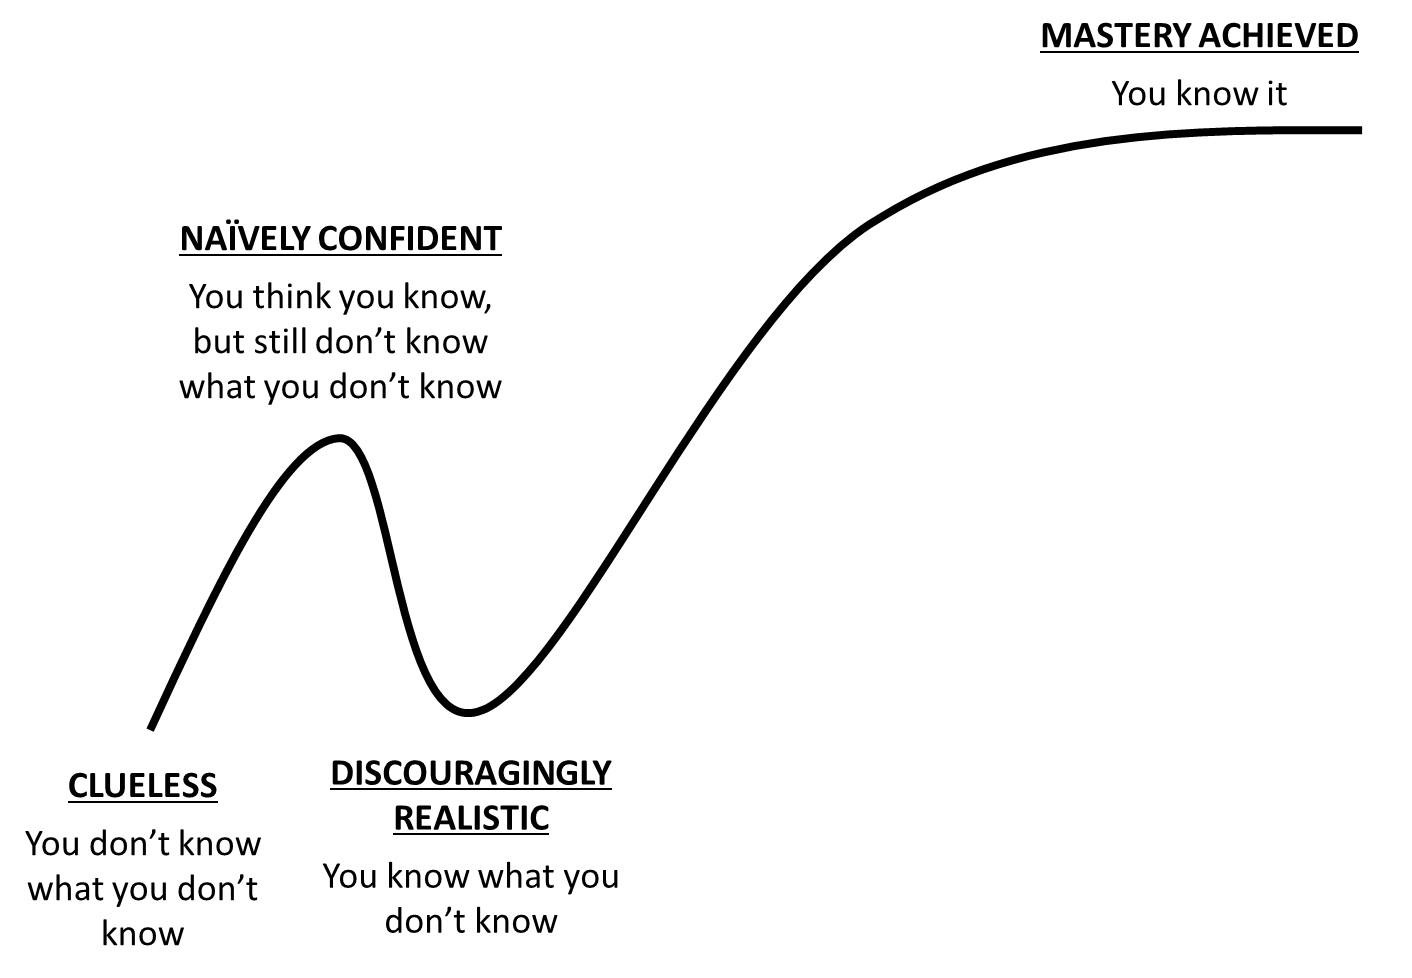 MASTERY ACHIEVED
You know it
NAÏVELY CONFIDENT
You think you know,
but still don’t know
what you don’t know
CLUELESS
You don’t know
what you don’t
know
DISCOURAGINGLY
REALISTIC
You know what you
don’t know